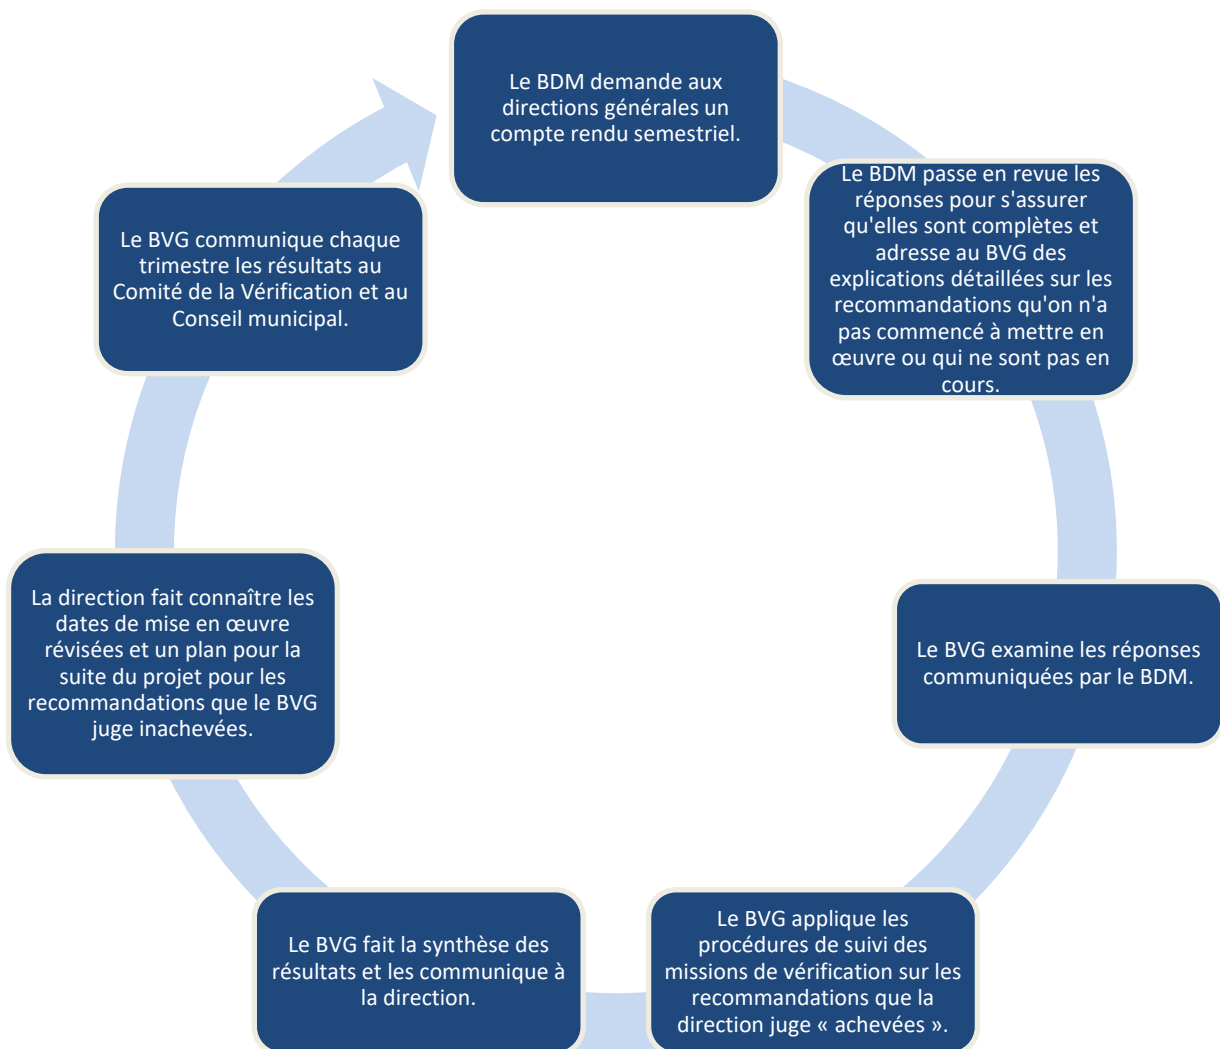 Le BDM demande aux
directions générales un
compte rendu semestriel.
Le BDM passe en revue les
réponses pour s'assurer
qu'elles sont complètes et
adresse au BVG des
explications détaillées sur les
recommandations qu'on n'a
pas commencé à mettre en
œuvre ou qui ne sont pas en
cours.
Le BVG examine les réponses
communiquées par le BDM.
Le BVG applique les
procédures de suivi des
missions de vérification sur les
recommandations que la
direction juge « achevées ».
Le BVG fait la synthèse des
résultats et les communique à
la direction.
La direction fait connaître les
dates de mise en œuvre
révisées et un plan pour la
suite du projet pour les
recommandations que le BVG
juge inachevées.
Le BVG communique chaque
trimestre les résultats au
Comité de la Vérification et au
Conseil municipal.